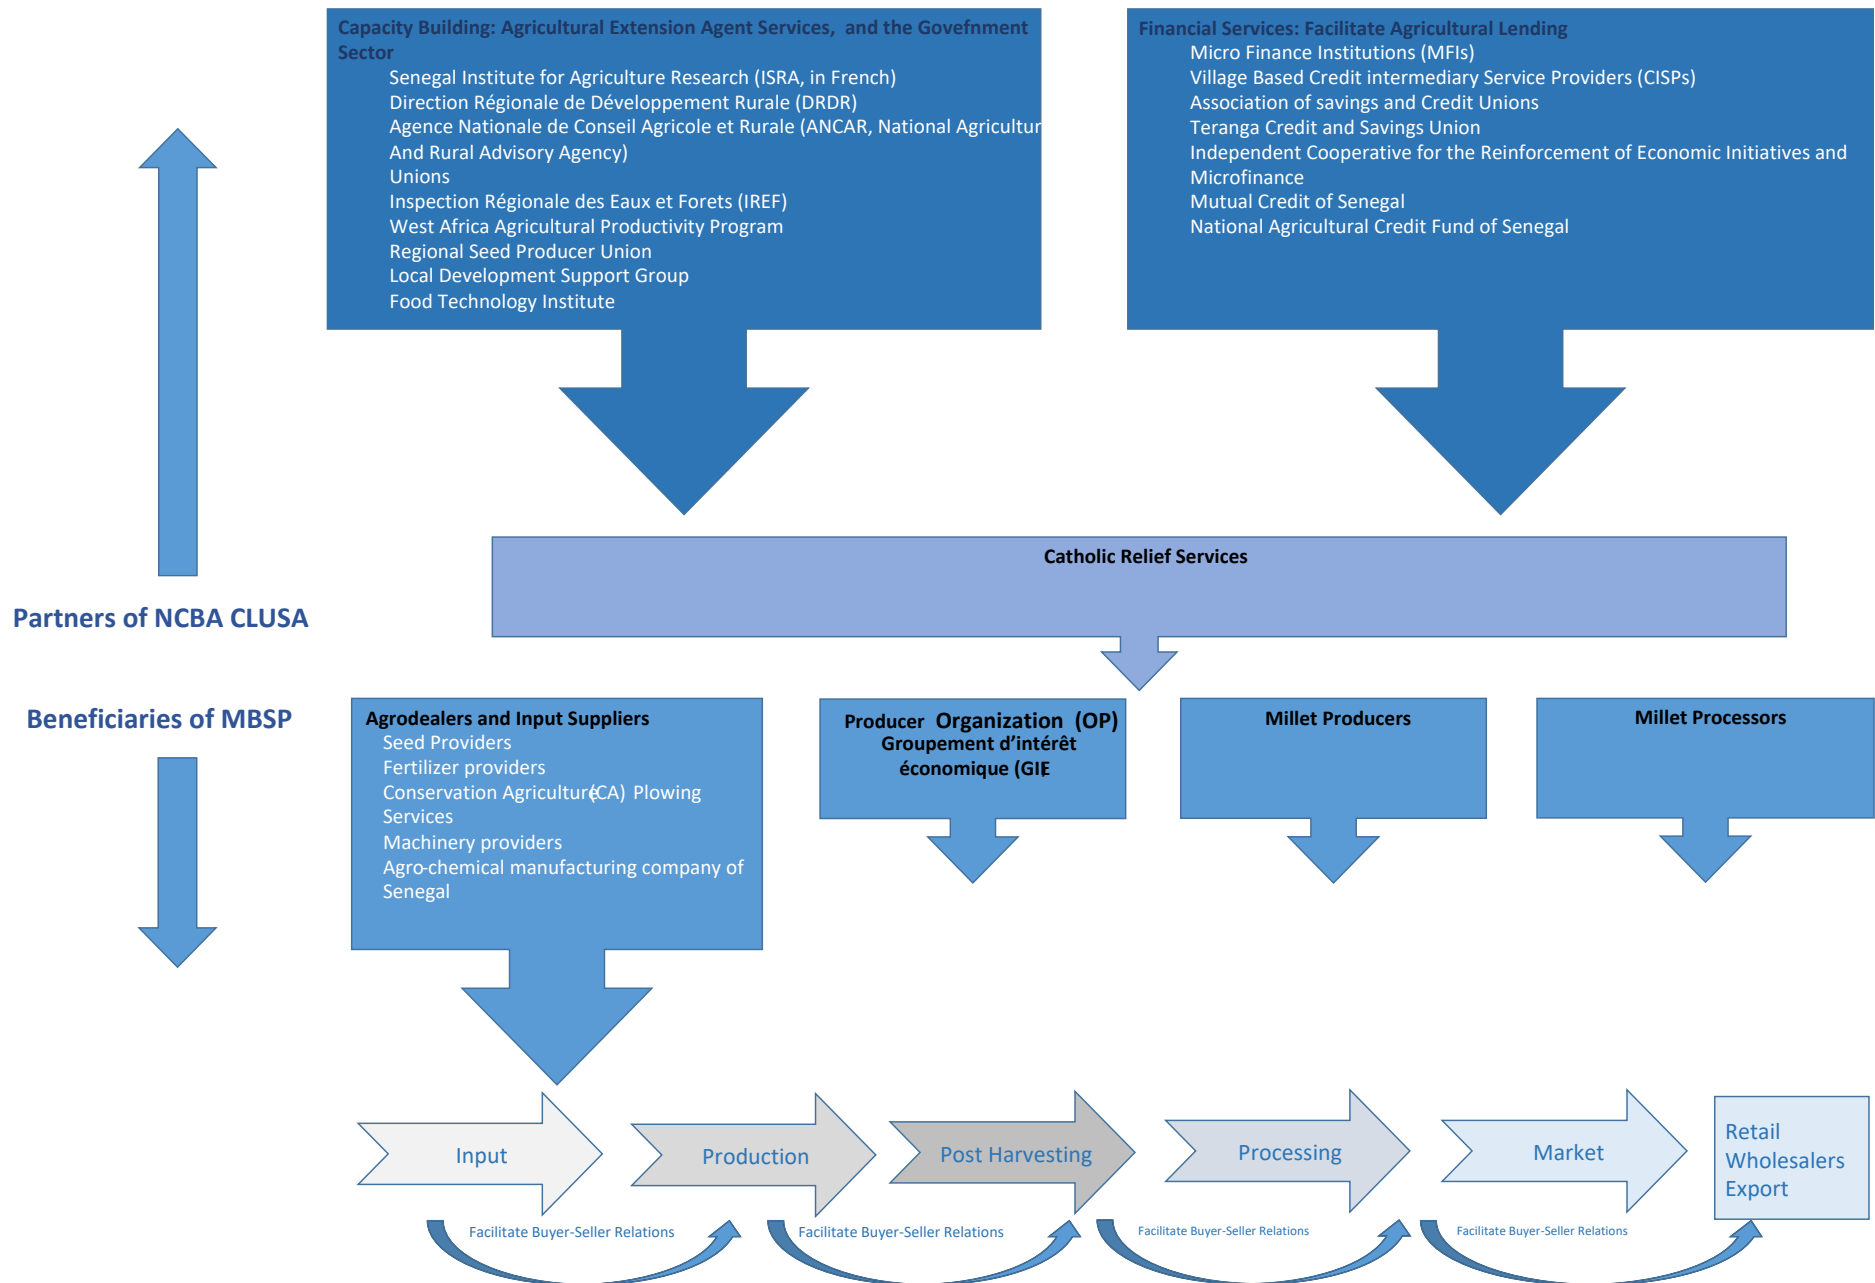 Capacity Building: Agricultural Extension Agent Services, and the Govefnment
Sector
Senegal Institute for Agriculture Research (ISRA, in French)
Direction Régionale de Développement Rurale (DRDR)
Agence Nationale de Conseil Agricole et Rurale (ANCAR, National Agricultur
And Rural Advisory Agency)
Unions
Inspection Régionale des Eaux et Forets (IREF)
West Africa Agricultural Productivity Program
Regional Seed Producer Union
Local Development Support Group
Food Technology Institute
Financial Services: Facilitate Agricultural Lending
Micro Finance Institutions (MFIs)
Village Based Credit intermediary Service Providers (CISPs)
Association of savings and Credit Unions
Teranga Credit and Savings Union
Independent Cooperative for the Reinforcement of Economic Initiatives and
Microfinance
Mutual Credit of Senegal
National Agricultural Credit Fund of Senegal
Catholic Relief Services
Partners of NCBA CLUSA
Beneficiaries of MBSP
Agrodealers and Input Suppliers
Seed Providers
Fertilizer providers
Conservation Agriculture(CA) Plowing
Services
Machinery providers
Agro-chemical manufacturing company of
Senegal
Producer Organization (OP)
Groupement d’intérêt
économique (GIE
Millet Producers
Millet Processors
Input
Production
Post Harvesting
Processing
Market
Retail
Wholesalers
Export
Facilitate Buyer-Seller Relations
Facilitate Buyer-Seller Relations
Facilitate Buyer-Seller Relations
Facilitate Buyer-Seller Relations